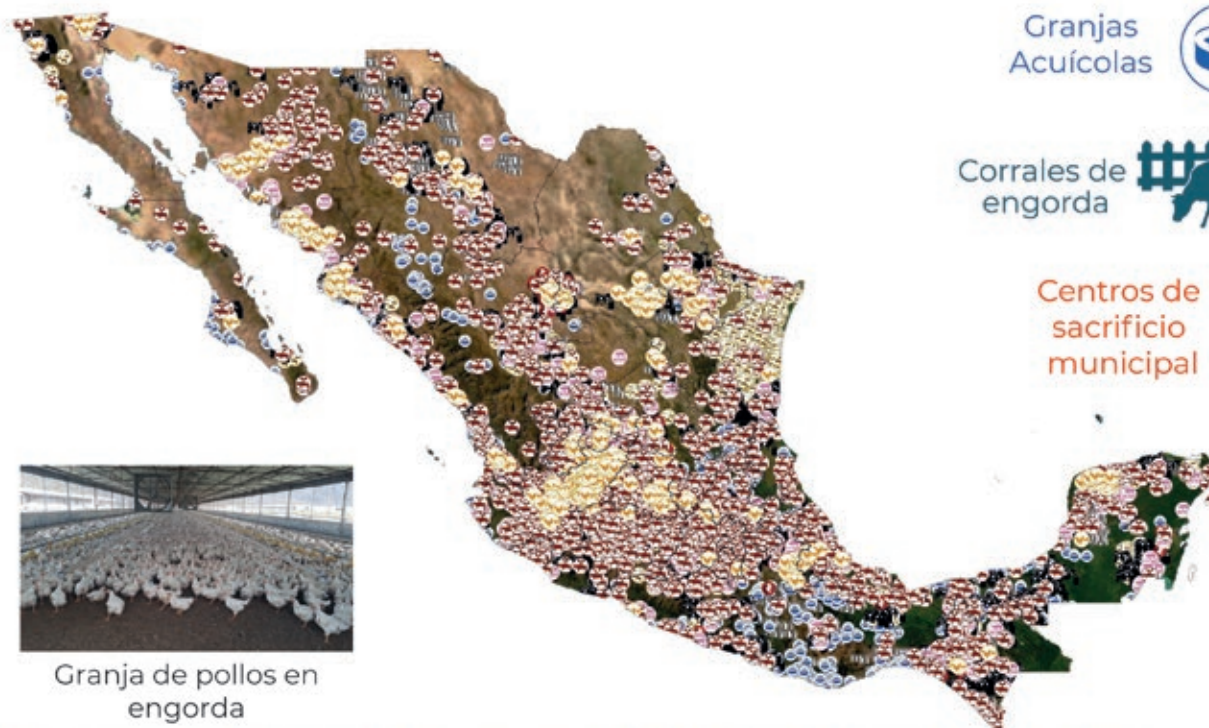 Granjas
Acuícolas
Corrales de
engorda
Centros de
sacrificio
municipal
Granja de pollos en
engorda